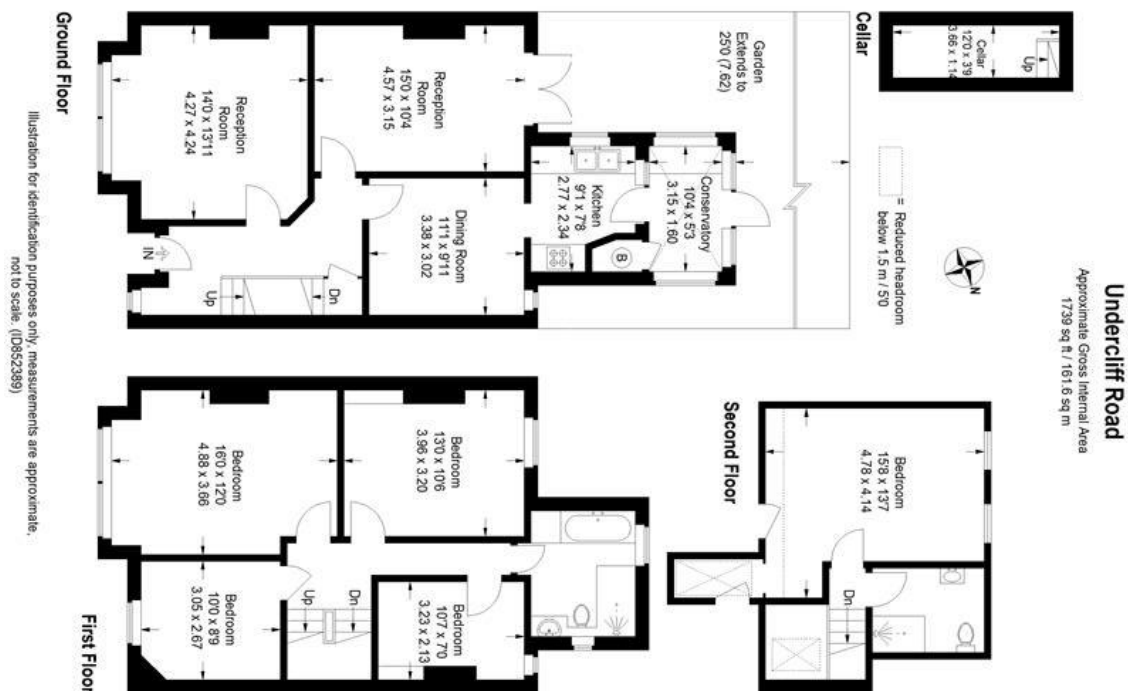 Undercliff Road
Approximate Gross Internal Area
1739 sq ft / 161.6 sq m
= Reduced headroom
below 1.5 m / 5'0
N
Cellar
12'0 x 3'9
3.66 x 1.14
Up
Cellar
Garden
Extends to
25'0 (7.62)
Conservatory
10'4 x 5'3
3.15 x 1.60
B
Kitchen
9'1 x 7'8
2.77 x 2.34
Reception
Room
15'0 x 10'4
4.57 x 3.15
Dining Room
11'1 x 9'11
3.38 x 3.02
Reception
Room
14'0 x 13'11
4.27 x 4.24
Dn
Up
IN
Ground Floor
Bedroom
15'8 x 13'7
4.78 x 4.14
Dn
Second Floor
Bedroom
13'0 x 10'6
3.96 x 3.20
Bedroom
10'7 x 7'0
3.23 x 2.13
Dn
Up
Bedroom
16'0 x 12'0
4.88 x 3.66
Bedroom
10'0 x 8'9
3.05 x 2.67
First Floor
Illustration for identification purposes only, measurements are approximate,
not to scale. (ID852389)